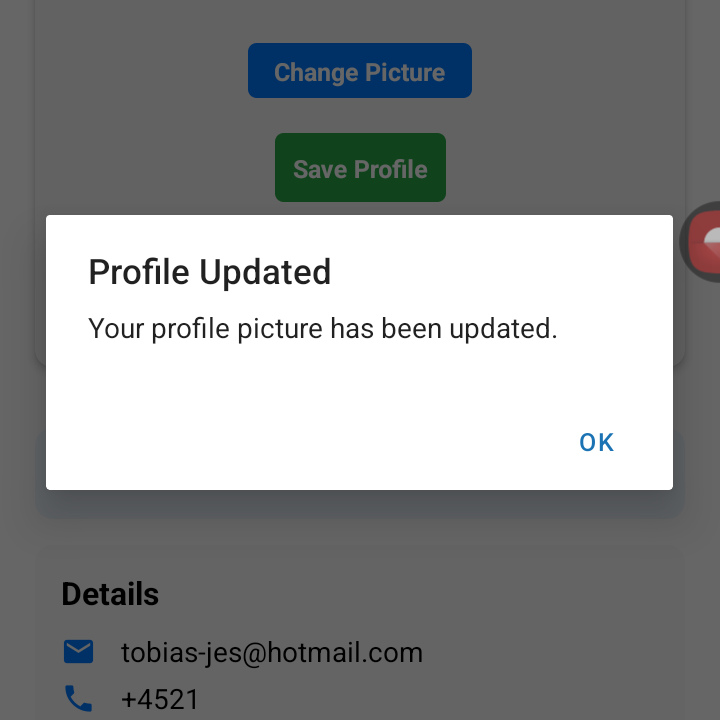 Change Picture
Save Profile
Profile Updated
Your profile picture has been updated.
OK
Details
tobias-jes@hotmail.com
+4521